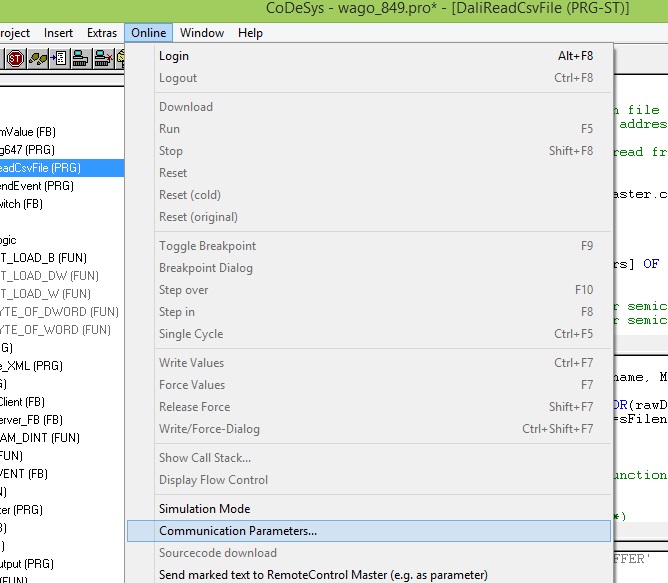 CoDeSys - wago_849.pro* - [DaliReadCsvFile (PRG-ST)]
roject Insert Extras Online Window Help
Login Alt+F8
Logout Ctrl+F8
Download
Run F5
Stop Shift+F8
Reset
Reset (cold)
Reset (original)
Toggle Breakpoint F9
Breakpoint Dialog
Step over F10
Step in F8
Single Cycle Ctrl+F5
Write Values Ctrl+F7
Force Values F7
Release Force Shift+F7
Write/Force-Dialog Ctrl+Shift+F7
Show Call Stack...
Display Flow Control
Simulation Mode
Communication Parameters...
Sourcecode download
Send marked text to RemoteControl Master (e.g. as parameter)
mValue (FB)
g647 (PRG)
eadCsvFile (PRG)
endEvent (PRG)
witch (FB)
ogic
T_LOAD_B (FUN)
T_LOAD_DW (FUN)
T_LOAD_W (FUN)
YTE_OF_DWORD (FUN)
YTE_OF_WORD (FUN)
G)
e_XML (PRG)
G)
Client (FB)
erver_FB (FB)
AM_DINT (FUN)
FUN)
VENT (FB)
N)
ter (PRG)
B)
)
utput (PRG)
n file
addres
read fr
aster.c
rs] OF
r semic
r semic
name, M
DR(rawD
=sFilen
unction
*)
FFER'